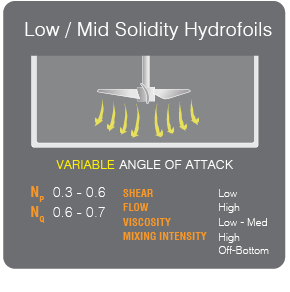 Low / Mid Solidity Hydrofoils
VARIABLE ANGLE OF ATTACK
Np 0.3 - 0.6
Nq 0.6 - 0.7
SHEAR Low
FLOW High
VISCOSITY Low - Med
MIXING INTENSITY High
Off-Bottom